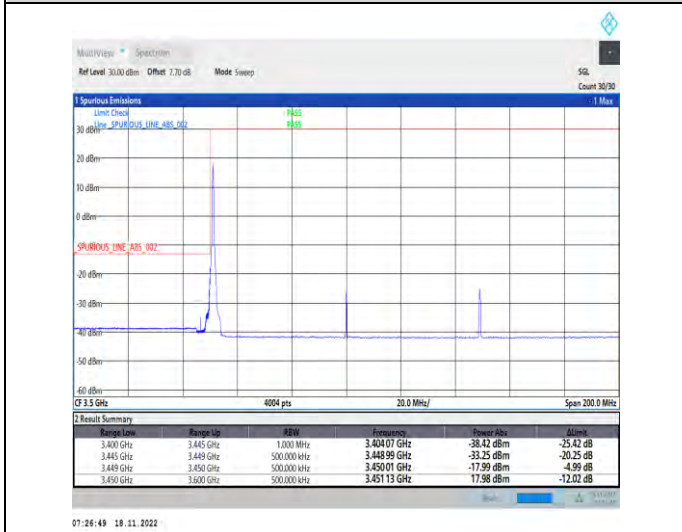 MultiView Spectrum
Ref Level 30.00 dBm Offset 7.70 dB Mode Sweep SGL
Count 30/30
1 Spurious Emissions 1 Max
Limit Check PASS
Line _SPURIOUS_LINE_ABS_002 PASS
30 dBm
20 dBm
10 dBm
0 dBm
_SPURIOUS_LINE_ABS_002
-20 dBm
-30 dBm
-40 dBm
-50 dBm
-60 dBm
CF 3.5 GHz 4004 pts 20.0 MHz/ Span 200.0 MHz
2 Result Summary
Range Low Range Up RBW Frequency Power Abs ΔLimit
3.400 GHz 3.445 GHz 1.000 MHz 3.404 07 GHz -38.42 dBm -25.42 dB
3.445 GHz 3.449 GHz 500.000 kHz 3.448 99 GHz -33.25 dBm -20.25 dB
3.449 GHz 3.450 GHz 500.000 kHz 3.450 01 GHz -17.99 dBm -4.99 dB
3.450 GHz 3.600 GHz 500.000 kHz 3.451 13 GHz 17.98 dBm -12.02 dB
07:26:49 18.11.2022